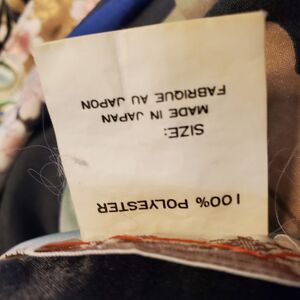 100% POLYESTER
SIZE:
MADE IN JAPAN
FABRIQUE AU JAPON